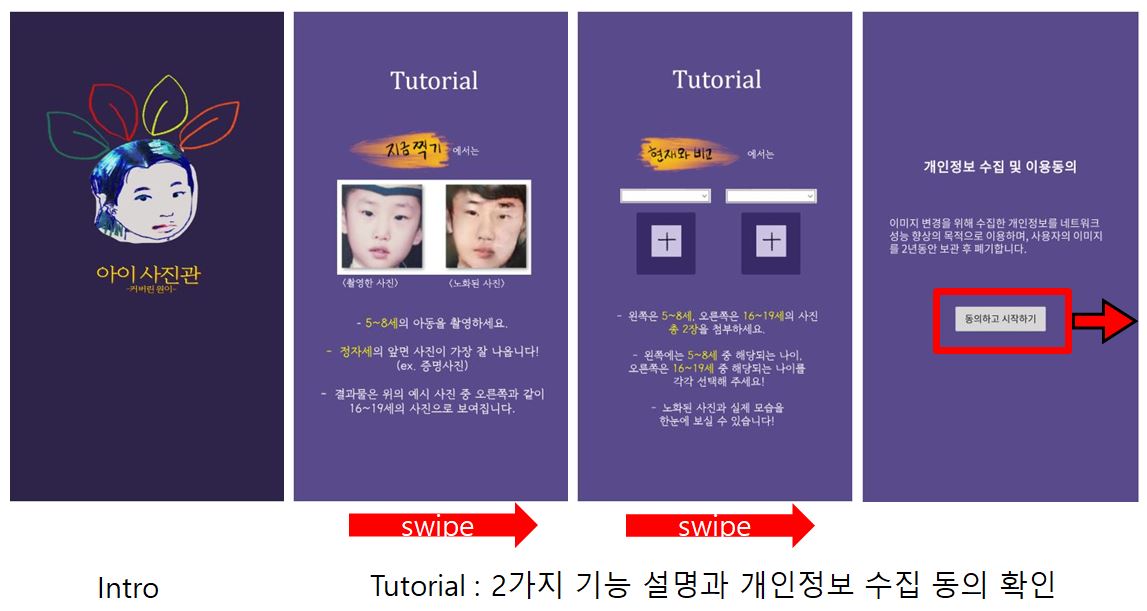 아이 사진관
-커버린 원이-
Tutorial
지금찍기 에서는
<촬영한 사진>
<노화된 사진>
- 5~8세의 아동을 촬영하세요.
- 정자세의 앞면 사진이 가장 잘 나옵니다!
(ex. 증명사진)
- 결과물은 위의 예시 사진 중 오른쪽과 같이
16~19세의 사진으로 보여집니다.
Tutorial
현재와 비교 에서는
- 왼쪽은 5~8세, 오른쪽은 16~19세의 사진
총 2장을 첨부하세요.
- 왼쪽에는 5~8세 중 해당되는 나이,
오른쪽은 16~19세 중 해당되는 나이를
각각 선택해 주세요!
- 노화된 사진과 실제 모습을
한눈에 보실 수 있습니다!
개인정보 수집 및 이용동의
이미지 변경을 위해 수집한 개인정보를 네트워크
성능 향상의 목적으로 이용하며, 사용자의 이미지
를 2년동안 보관 후 폐기합니다.
동의하고 시작하기
swipe
swipe
Intro
Tutorial : 2가지 기능 설명과 개인정보 수집 동의 확인